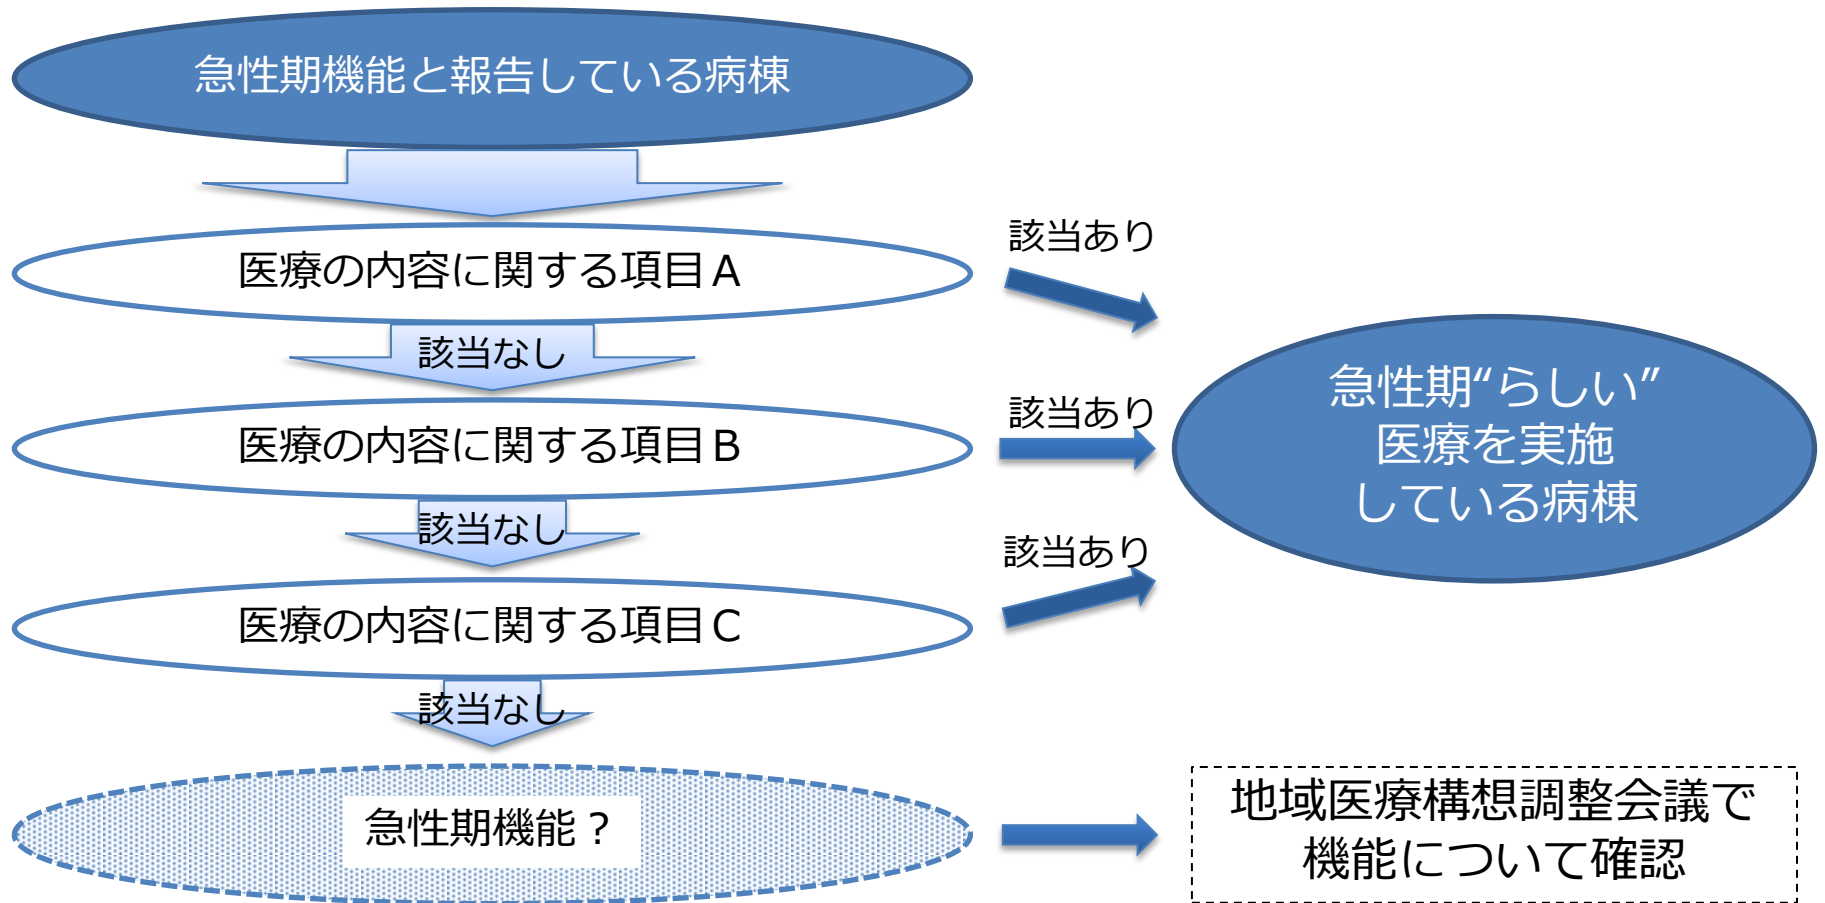 急性期機能と報告している病棟
医療の内容に関する項目A
該当あり
該当なし
医療の内容に関する項目B
該当あり
該当なし
医療の内容に関する項目C
該当あり
該当なし
急性期“らしい”
医療を実施
している病棟
急性期機能？
地域医療構想調整会議で
機能について確認